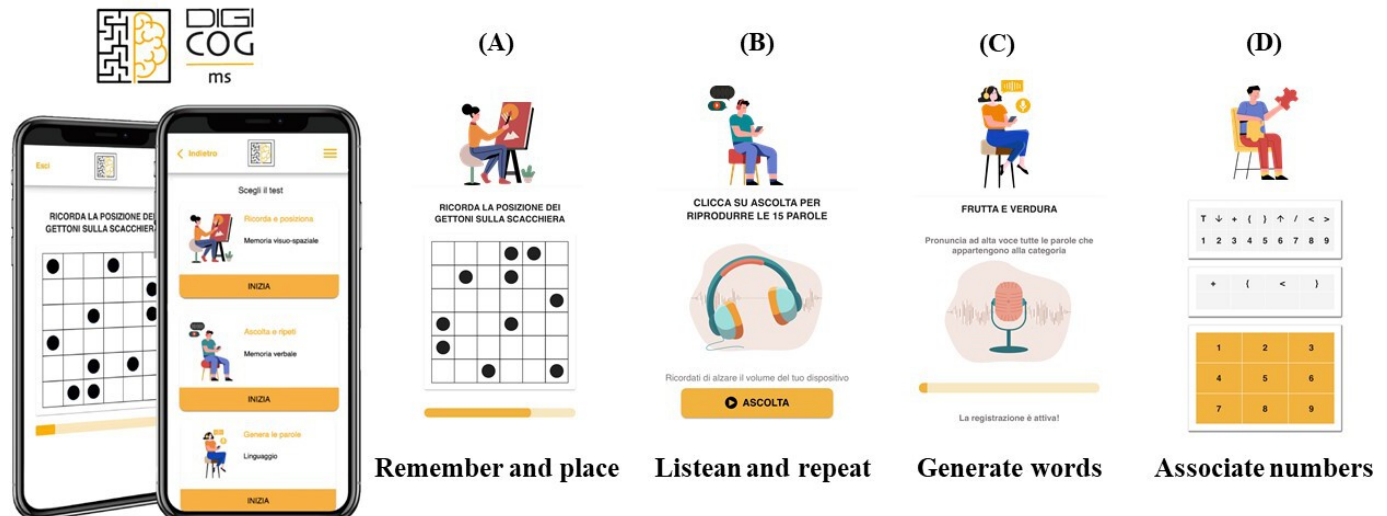 DIGI
COG
ms
Esci
RICORDA LA POSIZIONE DEI
GETTONI SULLA SCACCHIERA
Indietro
Scegli il test
Ricorda e posiziona
Memoria visuo-spaziale
INIZIA
Ascolta e ripeti
Memoria verbale
INIZIA
Genera le parole
Linguaggio
INIZIA
(A)
RICORDA LA POSIZIONE DEI
GETTONI SULLA SCACCHIERA
Remember and place
(B)
CLICCA SU ASCOLTA PER
RIPRODURRE LE 15 PAROLE
Ricordati di alzare il volume del tuo dispositivo
ASCOLTA
Listean and repeat
(C)
FRUTTA E VERDURA
Pronuncia ad alta voce tutte le parole che
appartengono alla categoria
La registrazione è attiva!
Generate words
(D)
T ↓ + ( ) ↑ / < >
1 2 3 4 5 6 7 8 9
+ ( < )
1 2 3
4 5 6
7 8 9
Associate numbers